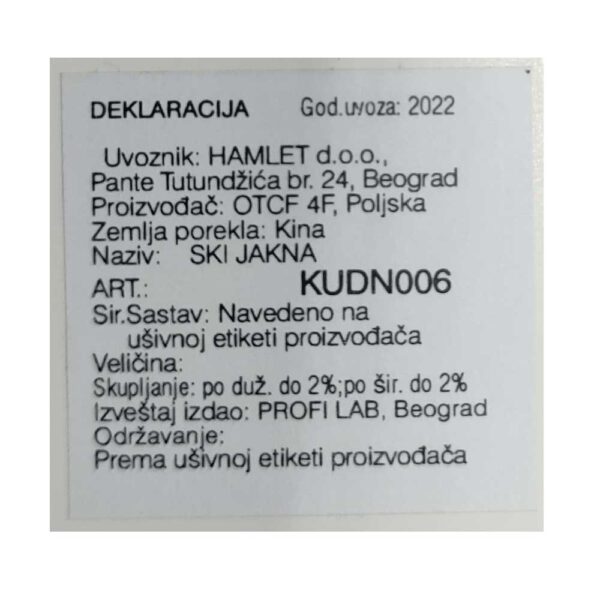 DEKLARACIJA God.uvoza: 2022
Uvoznik: HAMLET d.o.o.,
Pante Tutundžića br. 24, Beograd
Proizvođač: OTCF 4F, Poljska
Zemlja porekla: Kina
Naziv: SKI JAKNA
ART.: KUDN006
Sir.Sastav: Navedeno na
ušivnoj etiketi proizvođača
Veličina:
Skupljanje: po duž. do 2%;po šir. do 2%
Izveštaj izdao: PROFI LAB, Beograd
Održavanje:
Prema ušivnoj etiketi proizvođača